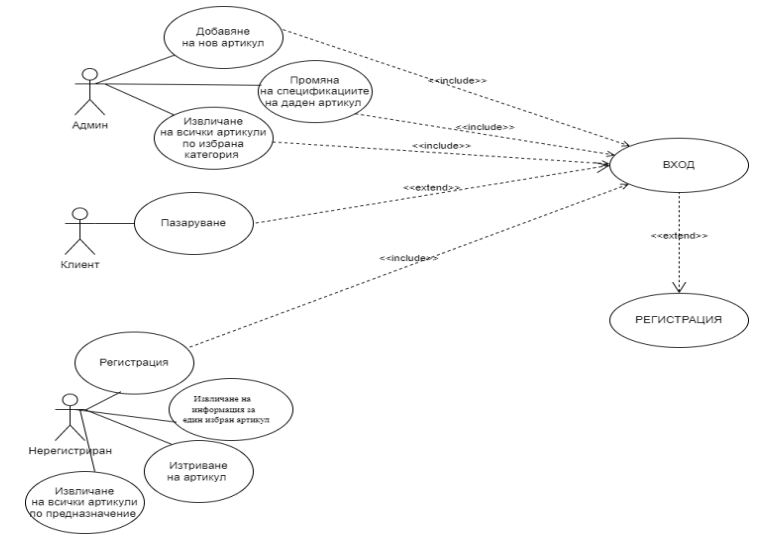 Добавяне
на нов артикул
<<include>>
Промяна
на спецификациите
на даден артикул
Админ
<<include>>
Извличане
на всички артикули
по избрана
категория
<<include>>
ВХОД
<<extend>>
Пазаруване
Клиент
<<extend>>
<<include>>
РЕГИСТРАЦИЯ
Регистрация
Извличане на
информация за
един избран артикул
Нерегистриран
Изтриване
на артикул
Извличане
на всички артикули
по предназначение